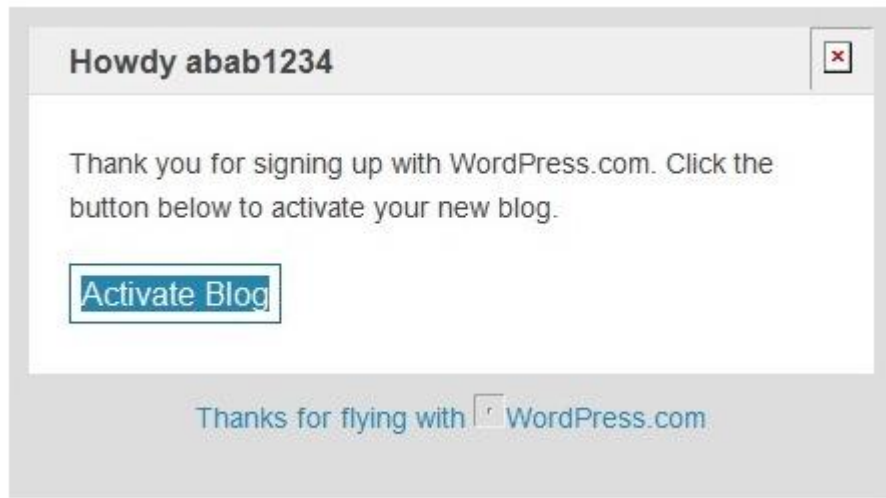 Howdy abab1234
Thank you for signing up with WordPress.com. Click the
button below to activate your new blog.
Activate Blog
Thanks for flying with WordPress.com